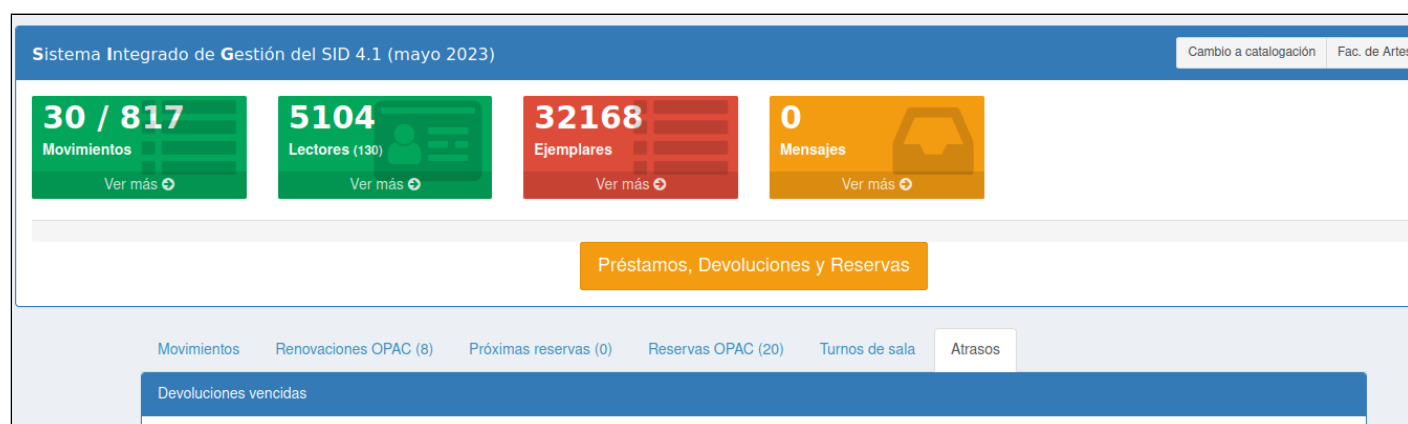 Sistema Integrado de Gestión del SID 4.1 (mayo 2023)
Cambio a catalogación
Fac. de Artes
30 / 817
Movimientos
Ver más
5104
Lectores (130)
Ver más
32168
Ejemplares
Ver más
0
Mensajes
Ver más
Préstamos, Devoluciones y Reservas
Movimientos
Renovaciones OPAC (8)
Próximas reservas (0)
Reservas OPAC (20)
Turnos de sala
Atrasos
Devoluciones vencidas